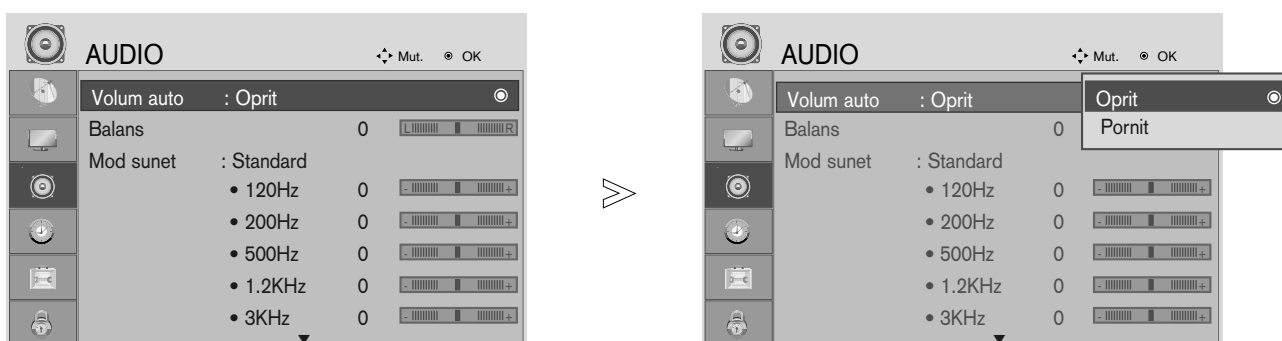 AUDIO Mut. OK
Volum auto : Oprit
Balans 0 L R
Mod sunet : Standard
• 120Hz 0 - +
• 200Hz 0 - +
• 500Hz 0 - +
• 1.2KHz 0 - +
• 3KHz 0 - +
AUDIO Mut. OK
Volum auto : Oprit
Oprit
Pornit
Balans 0
Mod sunet : Standard
• 120Hz 0 - +
• 200Hz 0 - +
• 500Hz 0 - +
• 1.2KHz 0 - +
• 3KHz 0 - +